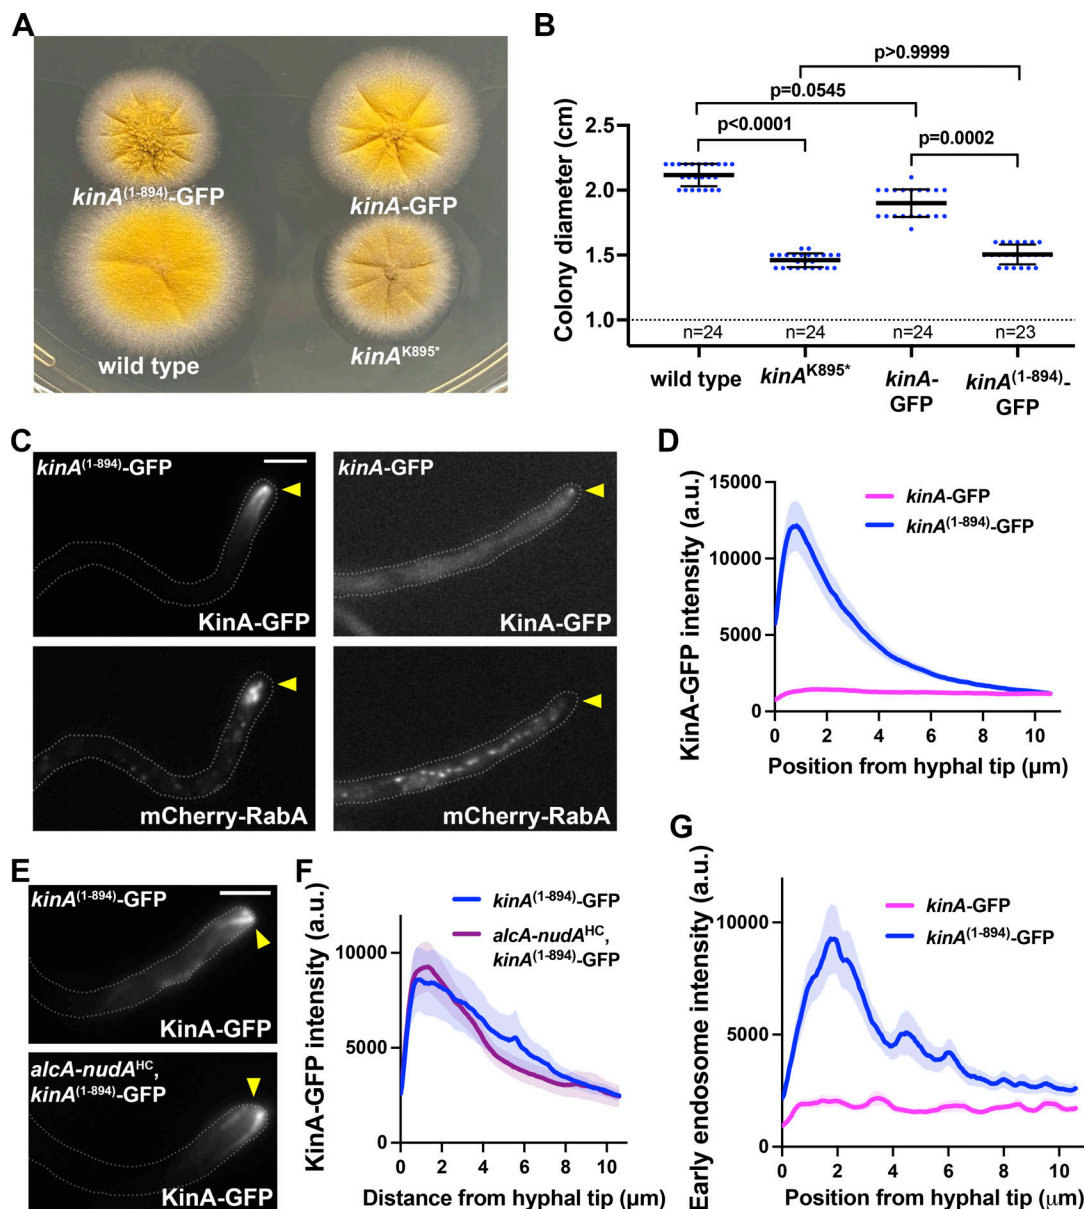 A
kinA(1-894)-GFP
kinA-GFP
wild type
kinAK895*
B
p>0.9999
p=0.0545
p<0.0001
p=0.0002
Colony diameter (cm)
2.5
2.0
1.5
1.0
n=24
n=24
n=24
n=23
wild type
kinAK895*
kinA-
GFP
kinA(1-894)-
GFP
C
kinA(1-894)-GFP
KinA-GFP
kinA-GFP
KinA-GFP
mCherry-RabA
mCherry-RabA
D
KinA-GFP intensity (a.u.)
15000
10000
5000
0
kinA-GFP
kinA(1-894)-GFP
0
2
4
6
8
10
Position from hyphal tip (µm)
E
kinA(1-894)-GFP
KinA-GFP
alcA-nudAHC,
kinA(1-894)-GFP
KinA-GFP
F
KinA-GFP intensity (a.u.)
10000
5000
0
kinA(1-894)-GFP
alcA-nudAHC,
kinA(1-894)-GFP
0
2
4
6
8
10
Distance from hyphal tip (µm)
G
Early endosome intensity (a.u.)
10000
5000
0
kinA-GFP
kinA(1-894)-GFP
0
2
4
6
8
10
Position from hyphal tip (µm)